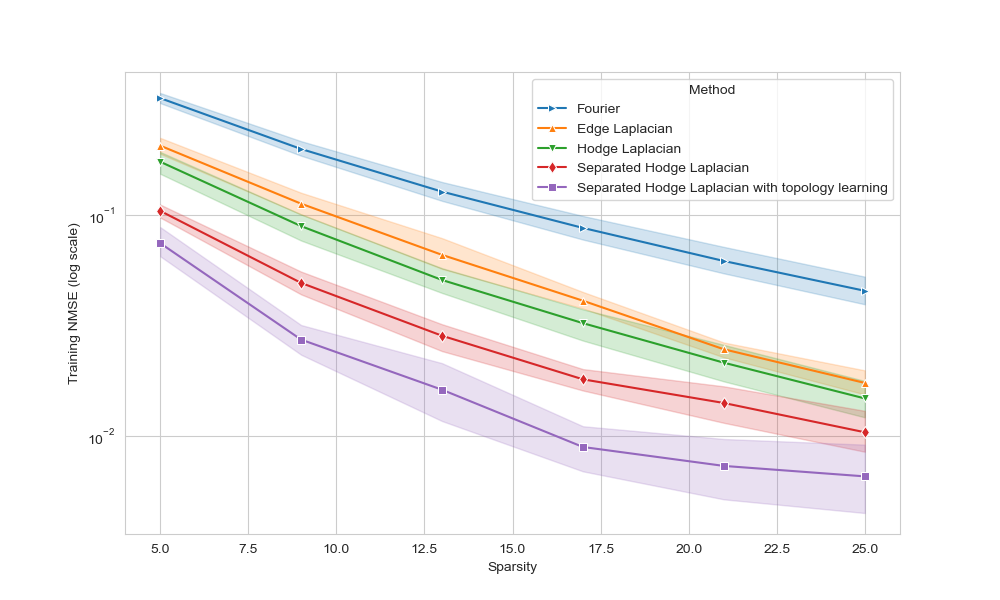 Method
Fourier
Edge Laplacian
Hodge Laplacian
Separated Hodge Laplacian
Separated Hodge Laplacian with topology learning
Training NMSE (log scale)
10⁻¹
10⁻²
5.0 7.5 10.0 12.5 15.0 17.5 20.0 22.5 25.0
Sparsity